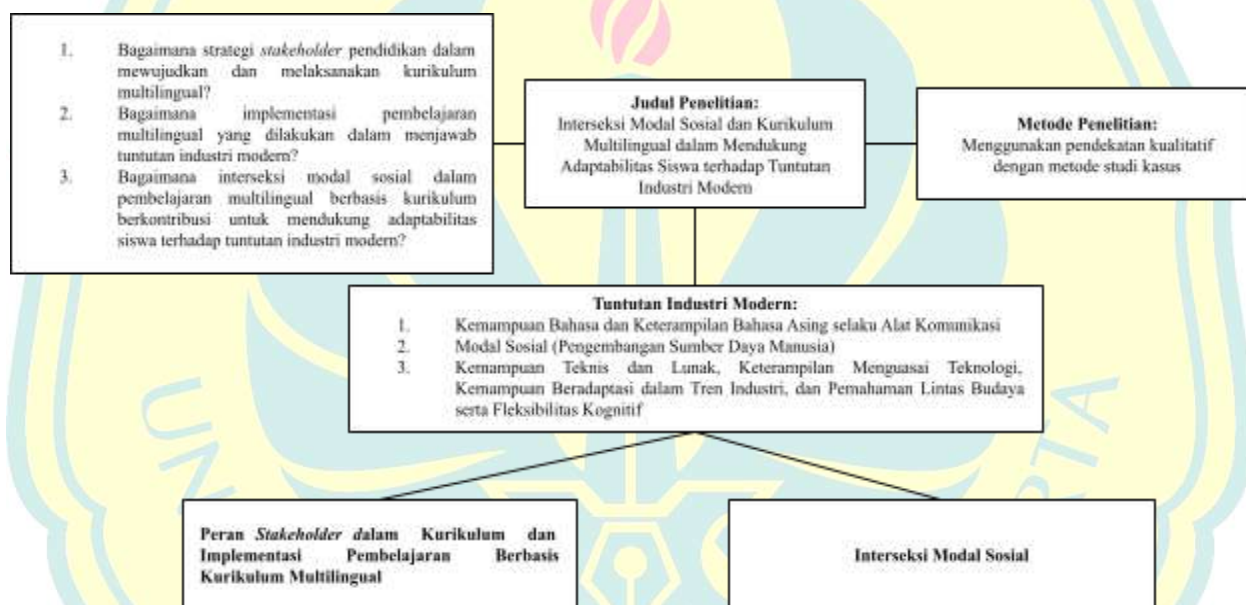 1. Bagaimana strategi stakeholder pendidikan dalam
mewujudkan dan melaksanakan kurikulum
multilingual?
2. Bagaimana implementasi pembelajaran
multilingual yang dilakukan dalam menjawab
tuntutan industri modern?
3. Bagaimana interseksi modal sosial dalam
pembelajaran multilingual berbasis kurikulum
berkontribusi untuk mendukung adaptabilitas
siswa terhadap tuntutan industri modern?
Judul Penelitian:
Interseksi Modal Sosial dan Kurikulum
Multilingual dalam Mendukung
Adaptabilitas Siswa terhadap Tuntutan
Industri Modern
Metode Penelitian:
Menggunakan pendekatan kualitatif
dengan metode studi kasus
Tuntutan Industri Modern:
1. Kemampuan Bahasa dan Keterampilan Bahasa Asing selaku Alat Komunikasi
2. Modal Sosial (Pengembangan Sumber Daya Manusia)
3. Kemampuan Teknis dan Lunak, Keterampilan Menguasai Teknologi,
Kemampuan Beradaptasi dalam Tren Industri, dan Pemahaman Lintas Budaya
serta Fleksibilitas Kognitif
Peran Stakeholder dalam Kurikulum dan
Implementasi Pembelajaran Berbasis
Kurikulum Multilingual
Interseksi Modal Sosial